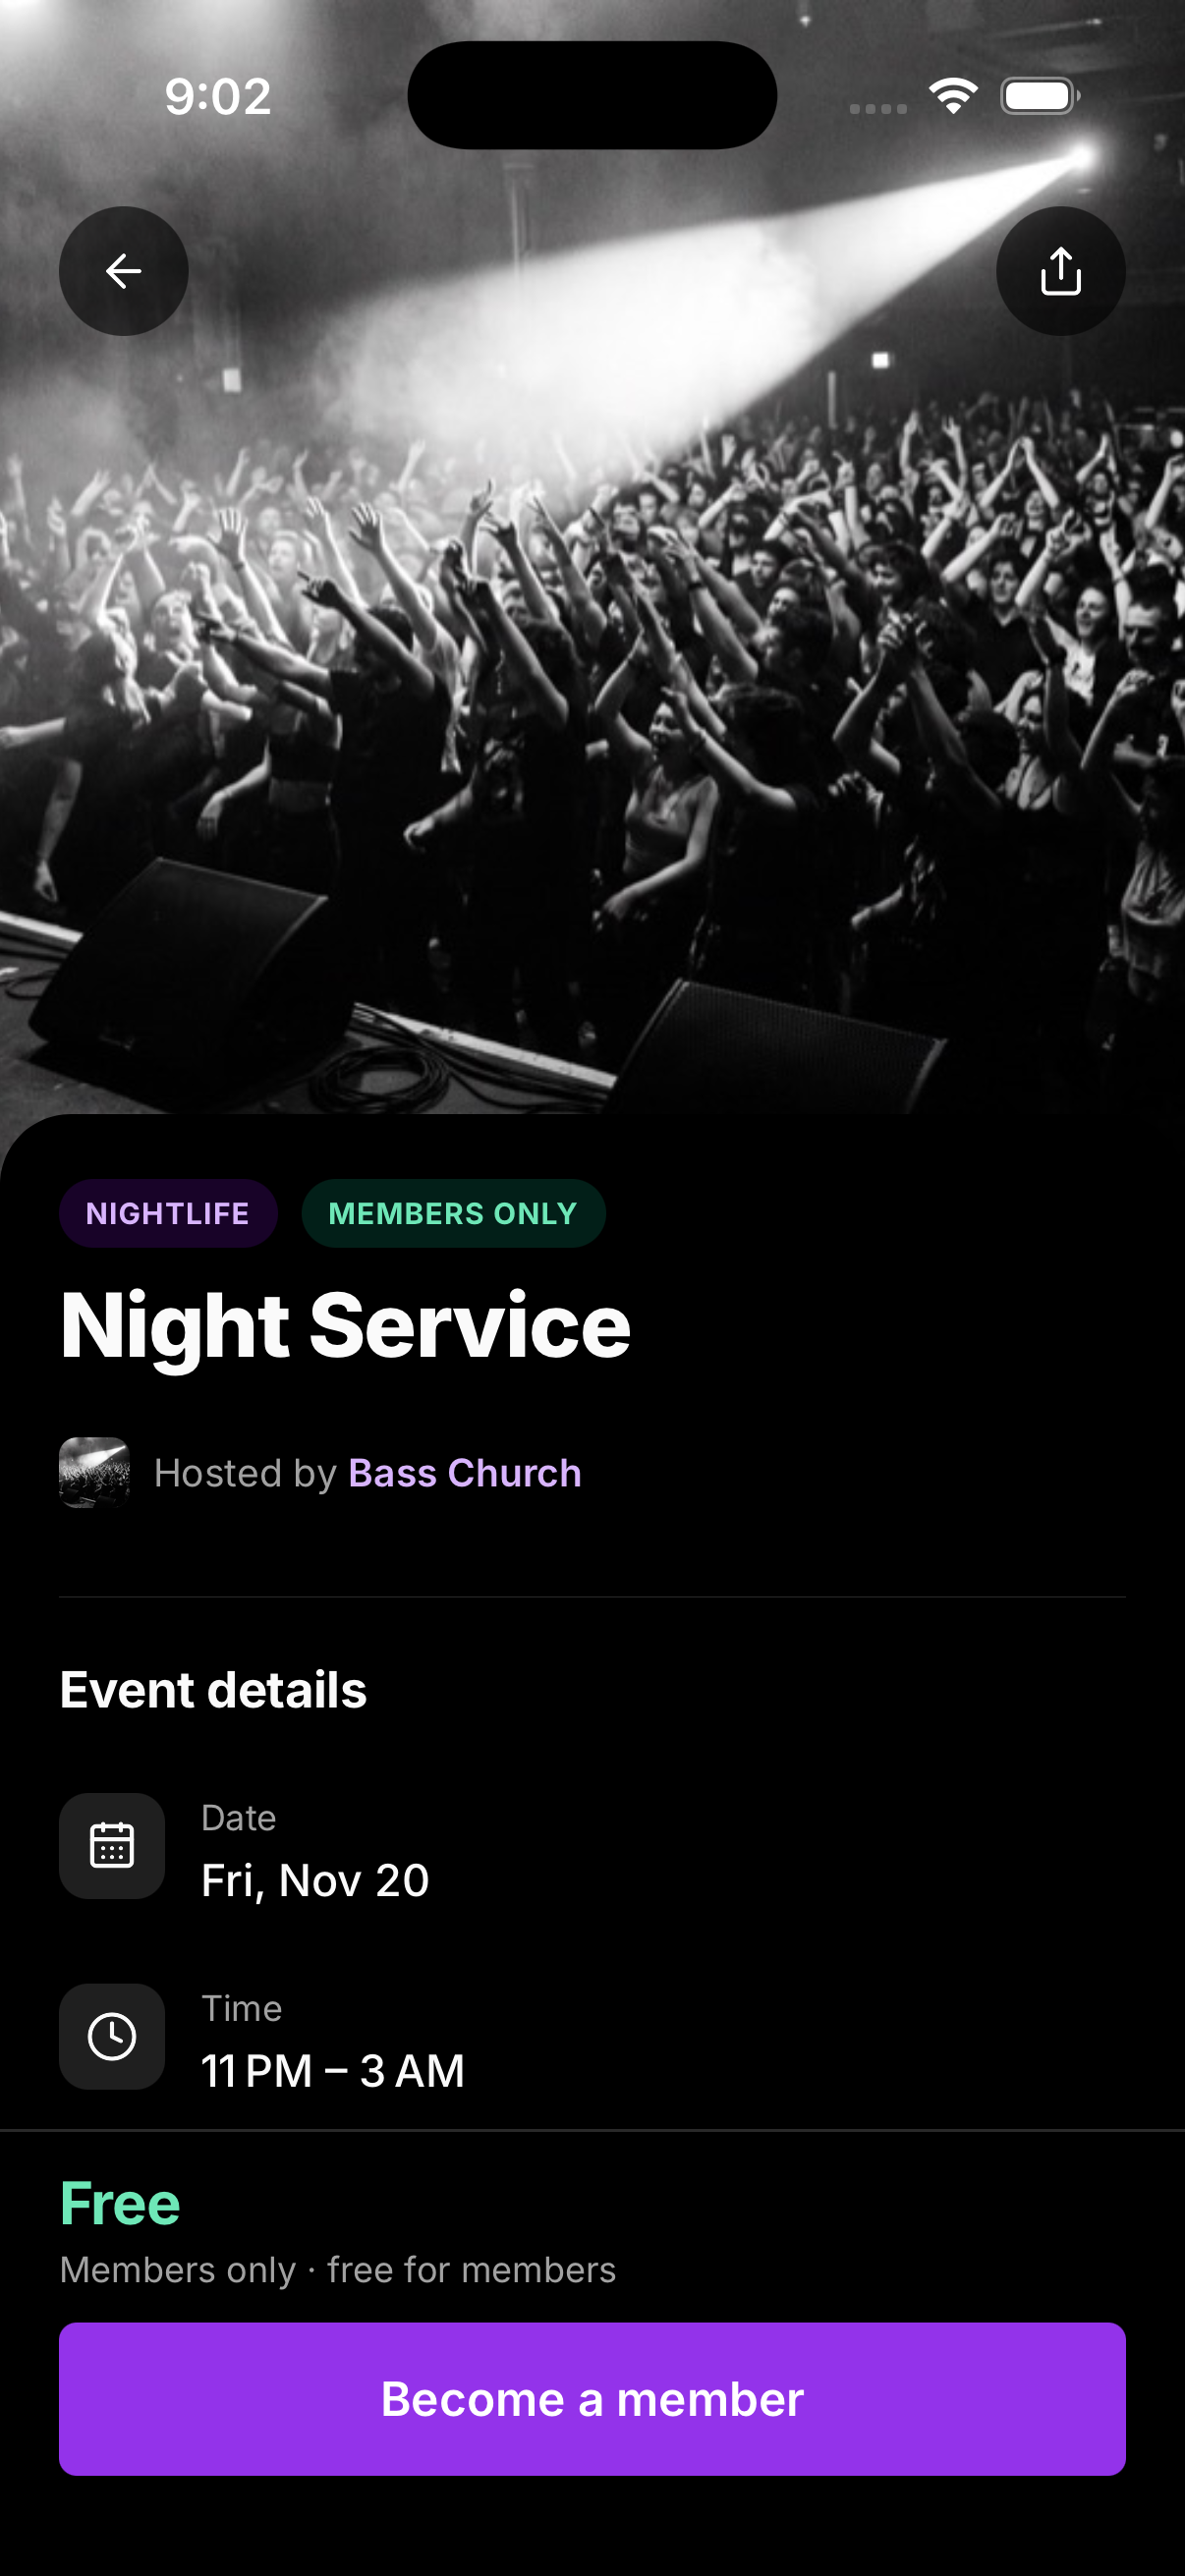 9:02
NIGHTLIFE
MEMBERS ONLY
Night Service
Hosted by Bass Church
Event details
Date
Fri, Nov 20
Time
11 PM – 3 AM
Free
Members only · free for members
Become a member